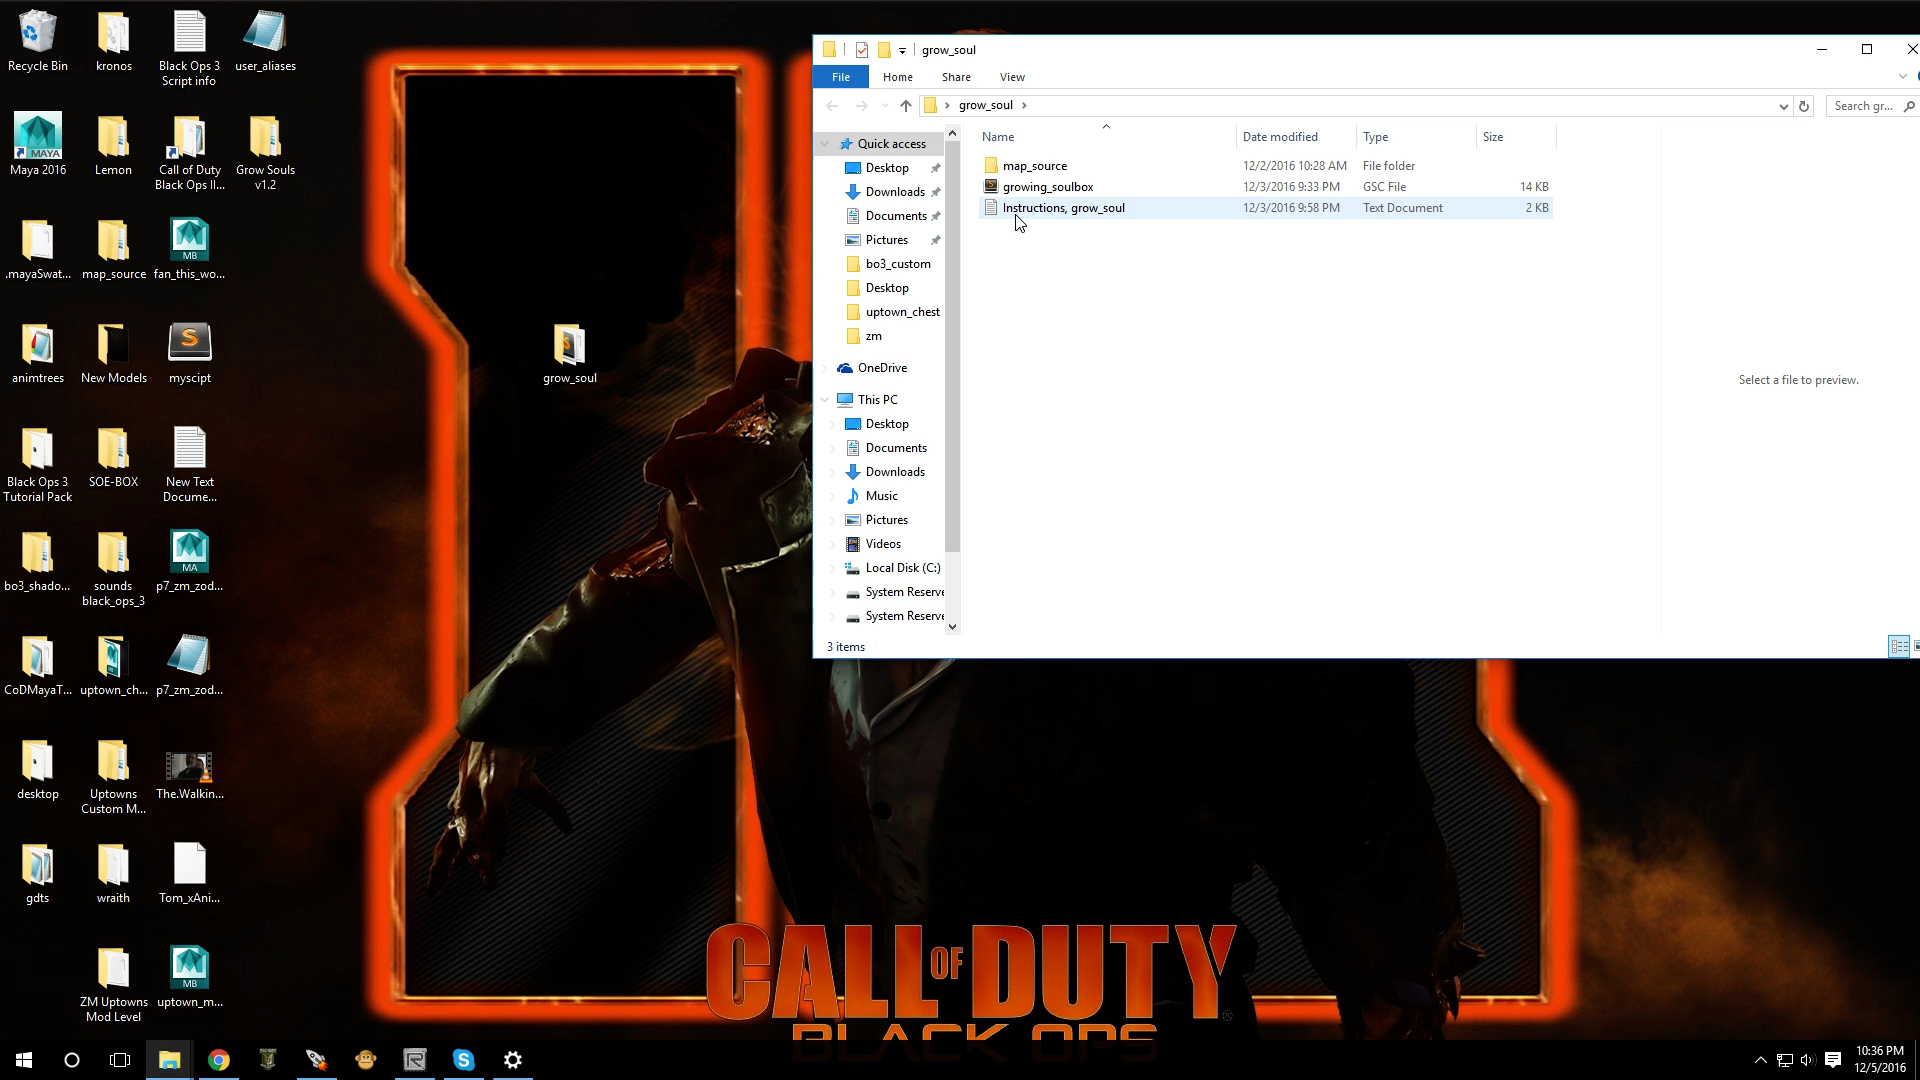 Recycle Bin
kronos
Black Ops 3
Script info
user_aliases
MAYA
Maya 2016
Lemon
Call of Duty
Black Ops II...
Grow Souls
v1.2
.mayaSwat...
map_source
MB
fan_this_wo...
animtrees
New Models
S
myscipt
Black Ops 3
Tutorial Pack
SOE-BOX
New Text
Docume...
bo3_shado...
sounds
black_ops_3
MA
p7_zm_zod...
CoDMayaT...
uptown_ch...
p7_zm_zod...
desktop
Uptowns
Custom M...
The.Walkin...
gdts
wraith
Tom_xAni...
ZM Uptowns
Mod Level
MB
uptown_m...
grow_soul
grow_soul
File
Home
Share
View
grow_soul
Search gr...
Quick access
Desktop
Downloads
Documents
Pictures
bo3_custom
Desktop
uptown_chest
zm
OneDrive
This PC
Desktop
Documents
Downloads
Music
Pictures
Videos
Local Disk (C:)
System Reserve
System Reserve
Name
Date modified
Type
Size
map_source
12/2/2016 10:28 AM
File folder
growing_soulbox
12/3/2016 9:33 PM
GSC File
14 KB
Instructions, grow_soul
12/3/2016 9:58 PM
Text Document
2 KB
Select a file to preview.
3 items
CALL OF DUTY
BLACK OPS
10:36 PM
12/5/2016